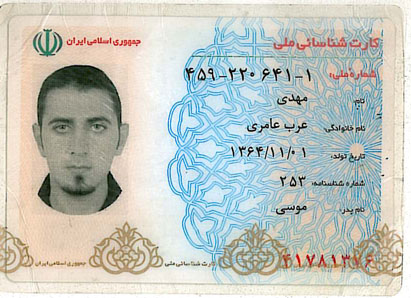 جمهوری اسلامی ایران
کارت شناسائی ملی
شماره ملی: ۴۵۹-۲۲۰۶۴۱-۱
نام: مهدی
نام خانوادگی: عرب عامری
تاریخ تولد: ۱۳۶۴/۱۱/۰۱
شماره شناسنامه: ۲۵۳
نام پدر: موسی
جمهوری اسلامی ایران
کارت شناسائی ملی